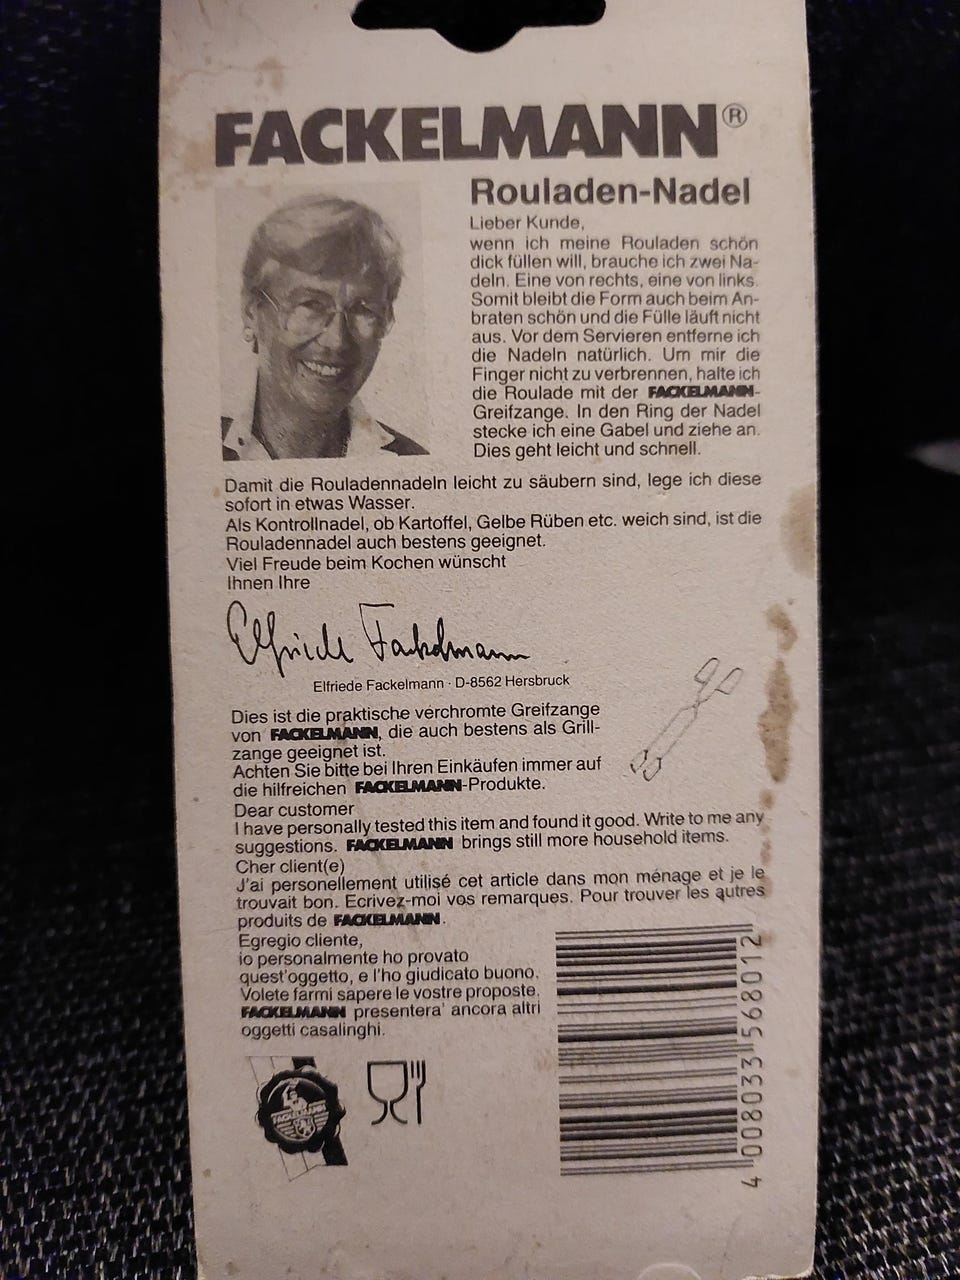 FACKELMANN®
Rouladen-Nadel
Lieber Kunde,
wenn ich meine Rouladen schön
dick füllen will, brauche ich zwei Na-
deln. Eine von rechts, eine von links.
Somit bleibt die Form auch beim An-
braten schön und die Fülle läuft nicht
aus. Vor dem Servieren entferne ich
die Nadeln natürlich. Um mir die
Finger nicht zu verbrennen, halte ich
die Roulade mit der FACKELMANN-
Greifzange. In den Ring der Nadel
stecke ich eine Gabel und ziehe an.
Dies geht leicht und schnell.
Damit die Rouladennadeln leicht zu säubern sind, lege ich diese
sofort in etwas Wasser.
Als Kontrollnadel, ob Kartoffel, Gelbe Rüben etc. weich sind, ist die
Rouladennadel auch bestens geeignet.
Viel Freude beim Kochen wünscht
Ihnen Ihre
Elfriede Fackelmann
Elfriede Fackelmann · D-8562 Hersbruck
Dies ist die praktische verchromte Greifzange
von FACKELMANN, die auch bestens als Grill-
zange geeignet ist.
Achten Sie bitte bei Ihren Einkäufen immer auf
die hilfreichen FACKELMANN-Produkte.
Dear customer
I have personally tested this item and found it good. Write to me any
suggestions. FACKELMANN brings still more household items.
Cher client(e)
J'ai personellement utilisé cet article dans mon ménage et je le
trouvait bon. Ecrivez-moi vos remarques. Pour trouver les autres
produits de FACKELMANN.
Egregio cliente,
io personalmente ho provato
quest'oggetto, e l'ho giudicato buono.
Volete farmi sapere le vostre proposte.
FACKELMANN presentera' ancora altri
oggetti casalinghi.
FACKELMANN
4 008033 568012